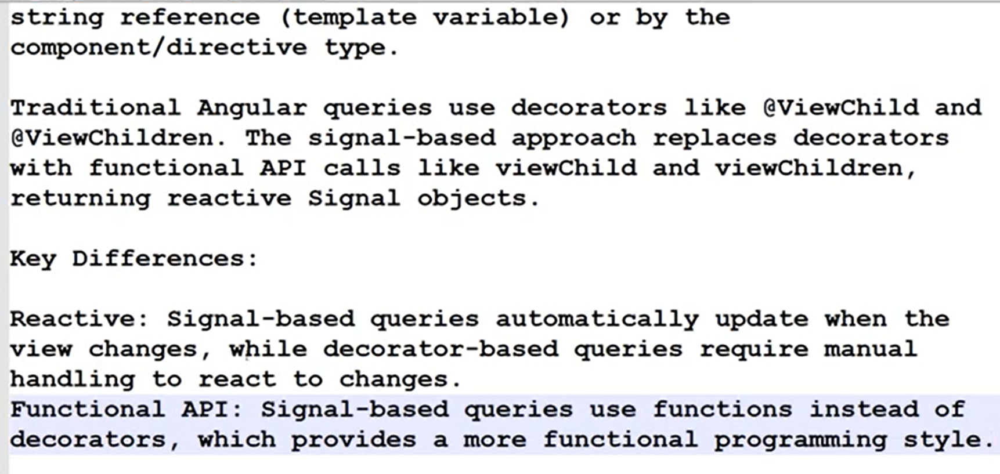 string reference (template variable) or by the
component/directive type.
Traditional Angular queries use decorators like @ViewChild and
@ViewChildren. The signal-based approach replaces decorators
with functional API calls like viewChild and viewChildren,
returning reactive Signal objects.
Key Differences:
Reactive: Signal-based queries automatically update when the
view changes, while decorator-based queries require manual
handling to react to changes.
Functional API: Signal-based queries use functions instead of
decorators, which provides a more functional programming style.